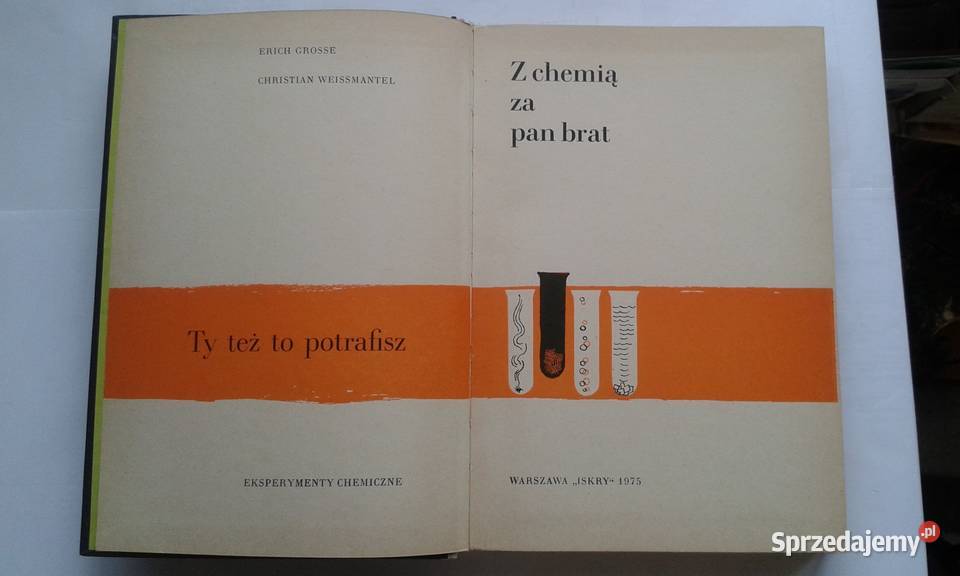 ERICH GROSSE
CHRISTIAN WEISSMANTEL
Ty też to potrafisz
EKSPERYMENTY CHEMICZNE
Z chemią
za
pan brat
WARSZAWA „ISKRY“ 1975
Sprzedajemy.pl